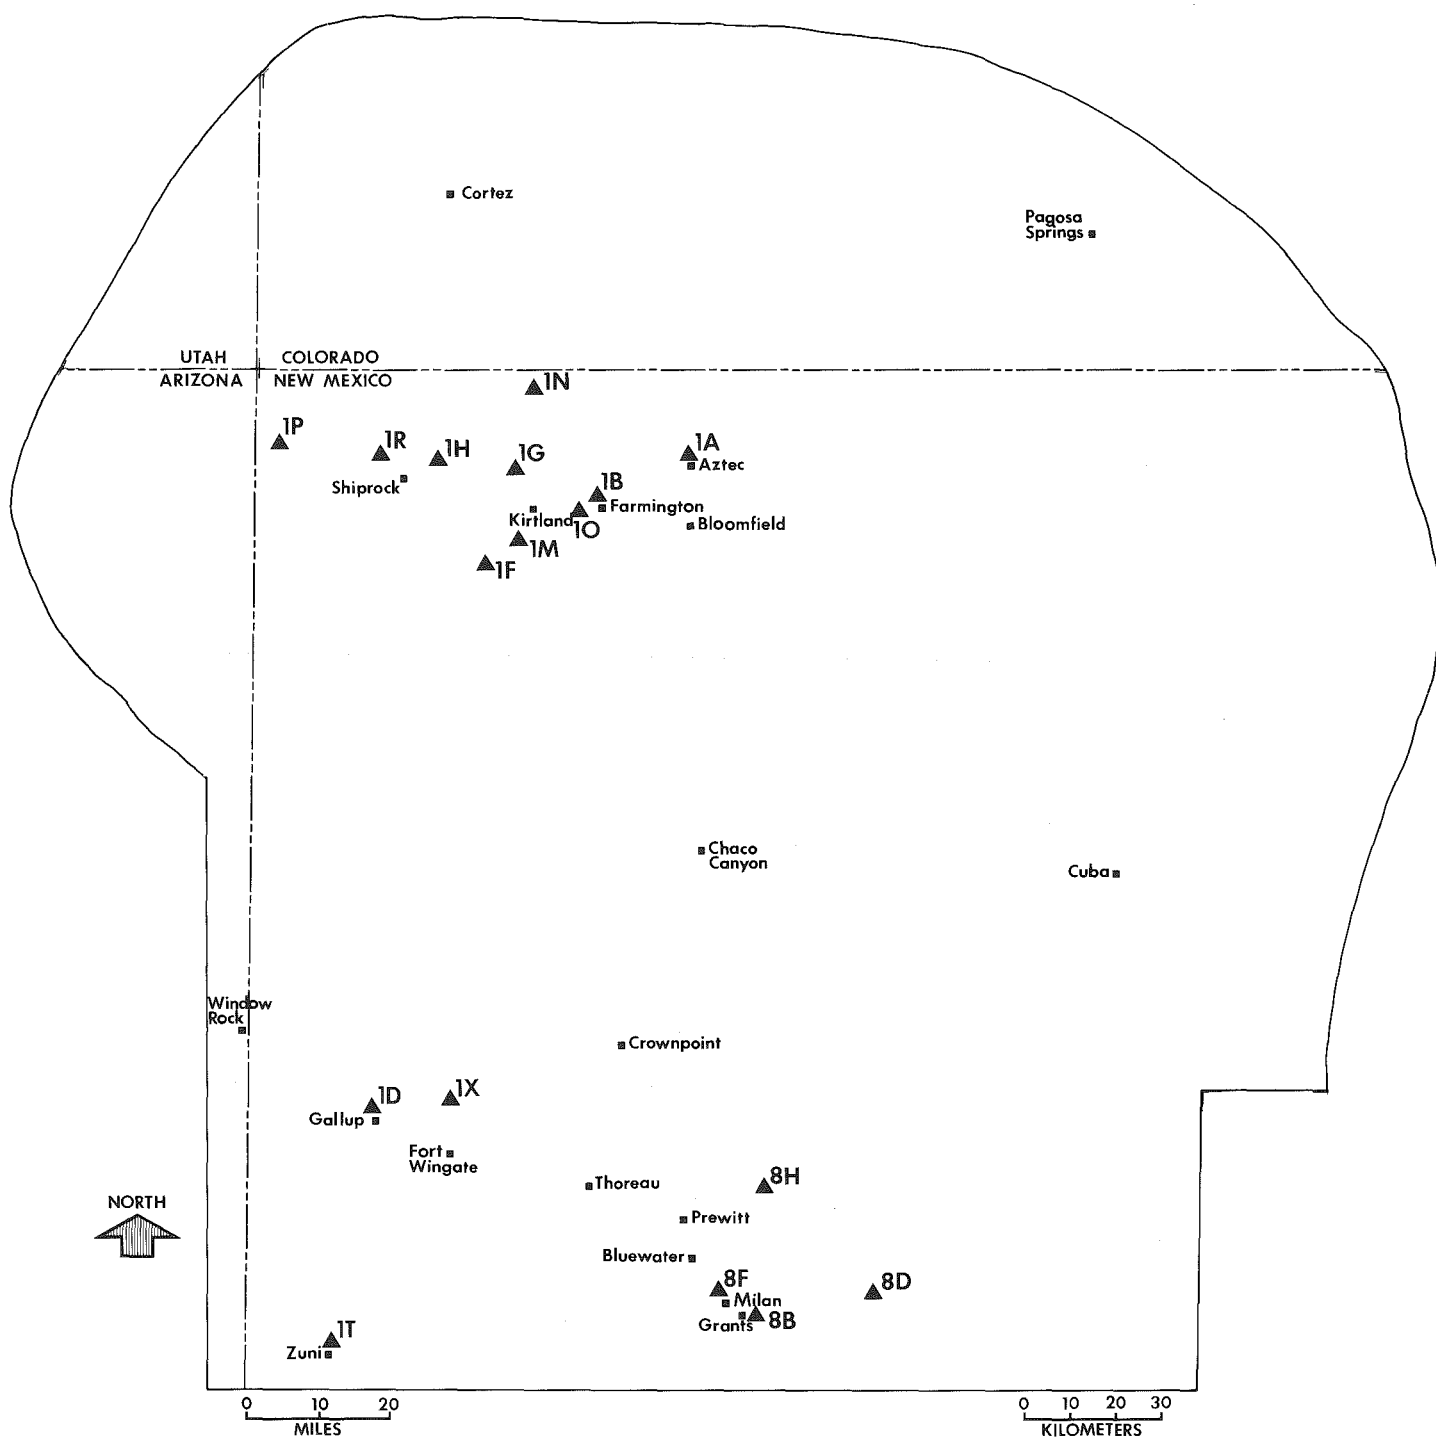 Cortez
Pagosa
Springs
UTAH
COLORADO
ARIZONA
NEW MEXICO
1N
1P
1R
1H
1G
1A
Aztec
Shiprock
1B
Farmington
Kirtland
1O
Bloomfield
1M
1F
Chaco
Canyon
Cuba
Window
Rock
Crownpoint
1D
1X
Gallup
Fort
Wingate
Thoreau
8H
NORTH
Prewitt
Bluewater
8F
8D
Milan
Grants
8B
1T
Zuni
0 10 20
MILES
0 10 20 30
KILOMETERS